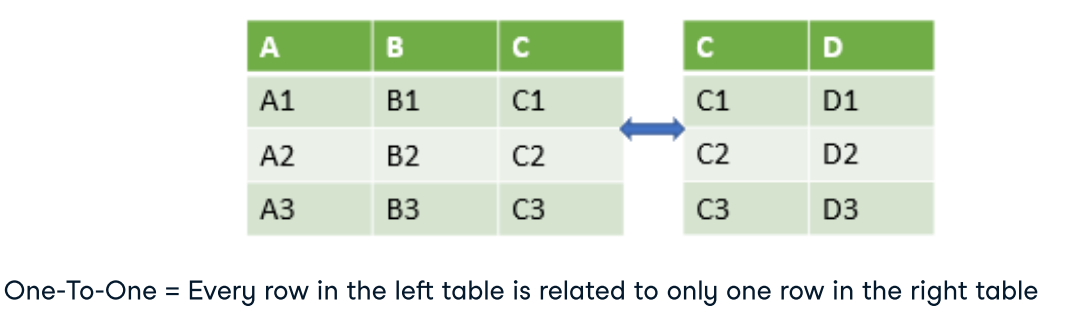 A B C C D
A1 B1 C1 C1 D1
A2 B2 C2 C2 D2
A3 B3 C3 C3 D3
One-To-One = Every row in the left table is related to only one row in the right table